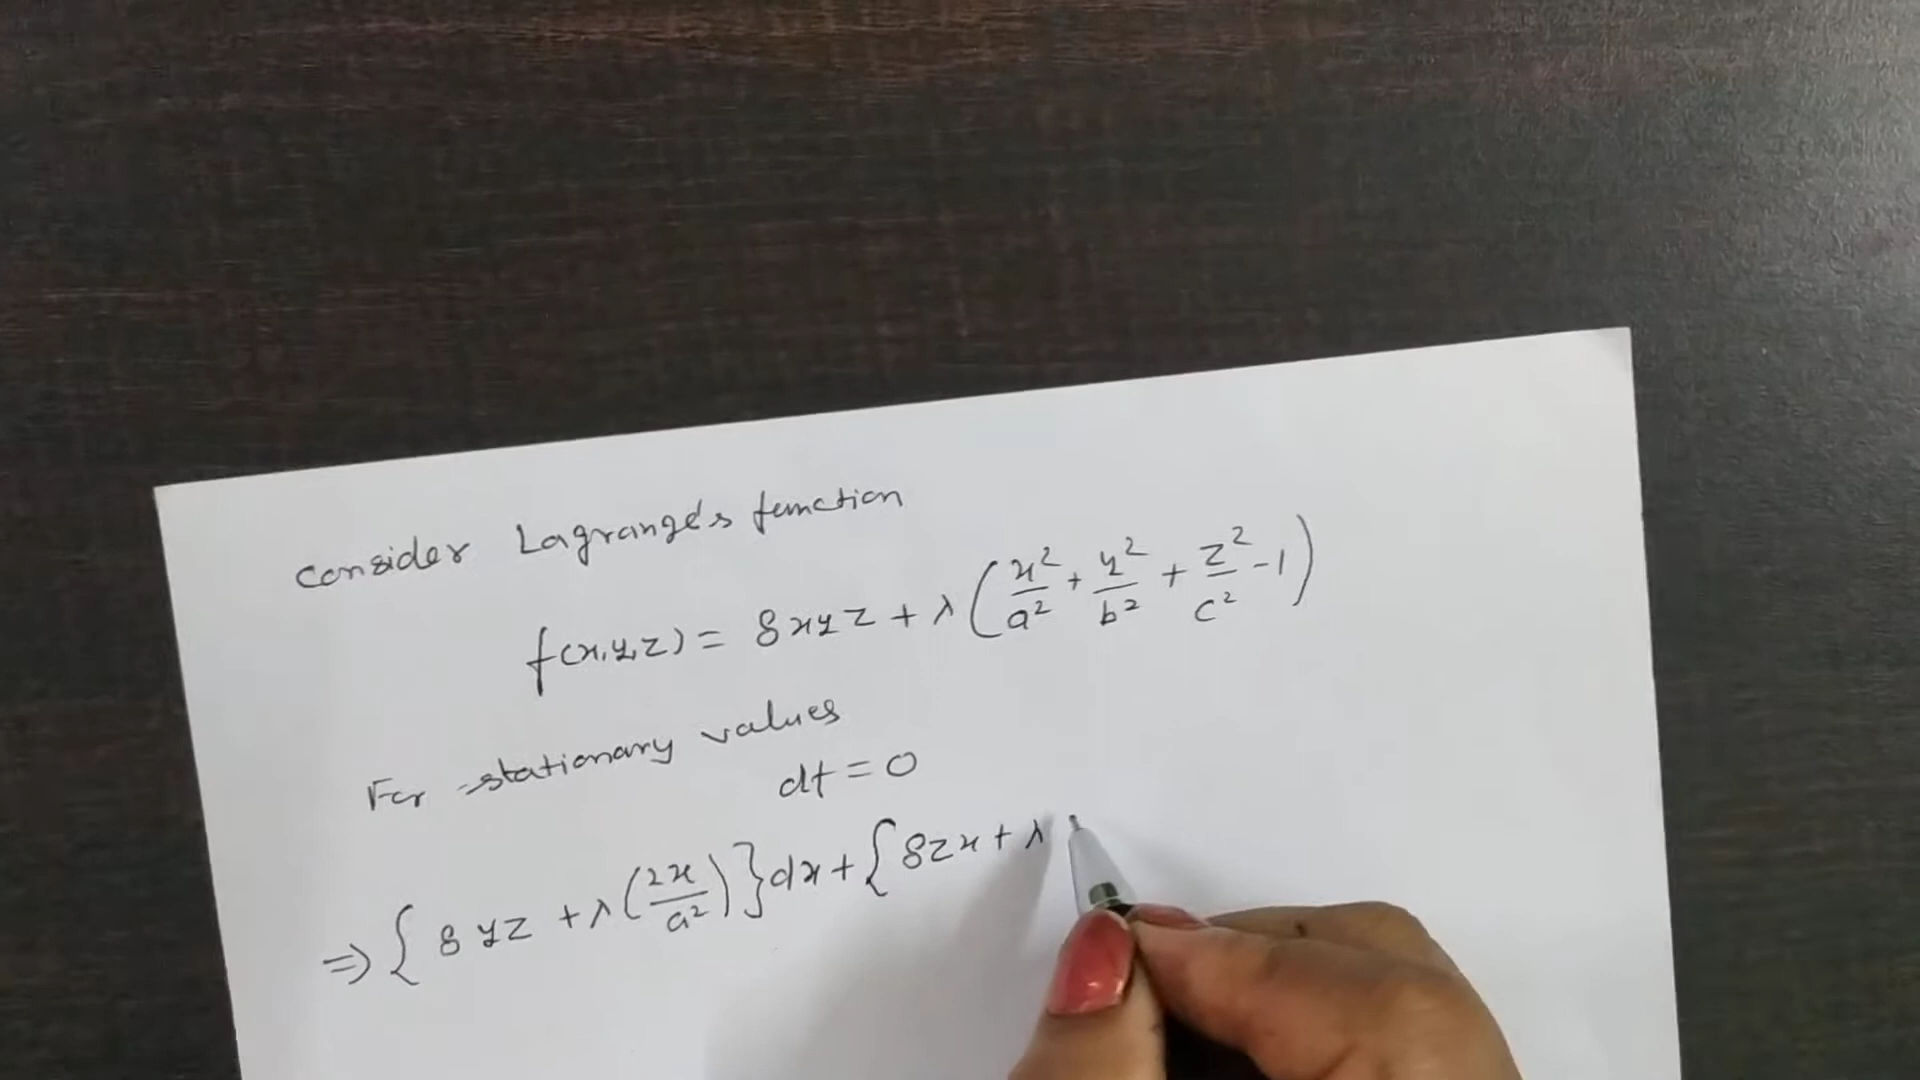 consider Lagrange's function
f(x,y,z) = 8xyz + λ(x²/a² + y²/b² + z²/c² - 1)
For stationary values
df = 0
⇒ { 8yz + λ(2x/a²) } dx + { 8zx + λ